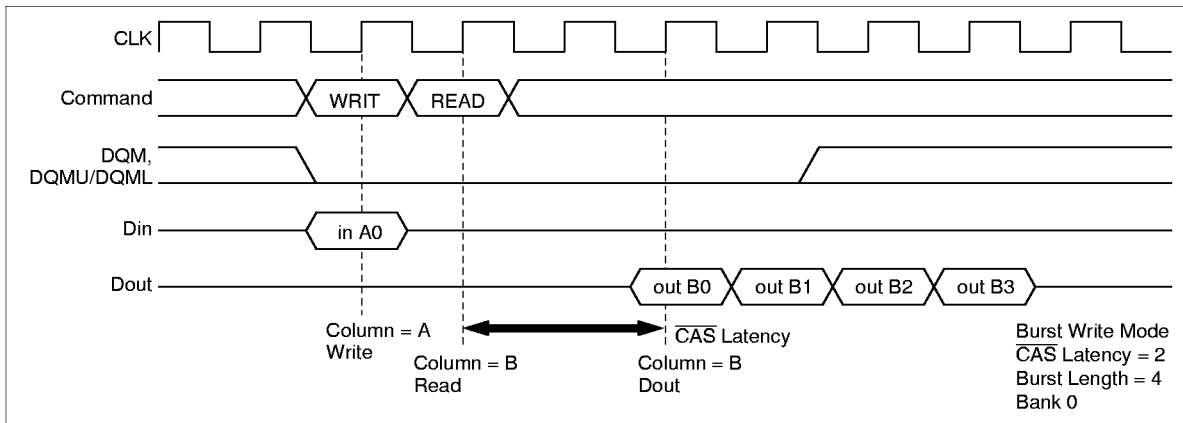 CLK
Command
WRIT
READ
DQM,
DQMU/DQML
Din
in A0
Dout
out B0
out B1
out B2
out B3
Column = A
Write
Column = B
Read
CAS Latency
Column = B
Dout
Burst Write Mode
CAS Latency = 2
Burst Length = 4
Bank 0